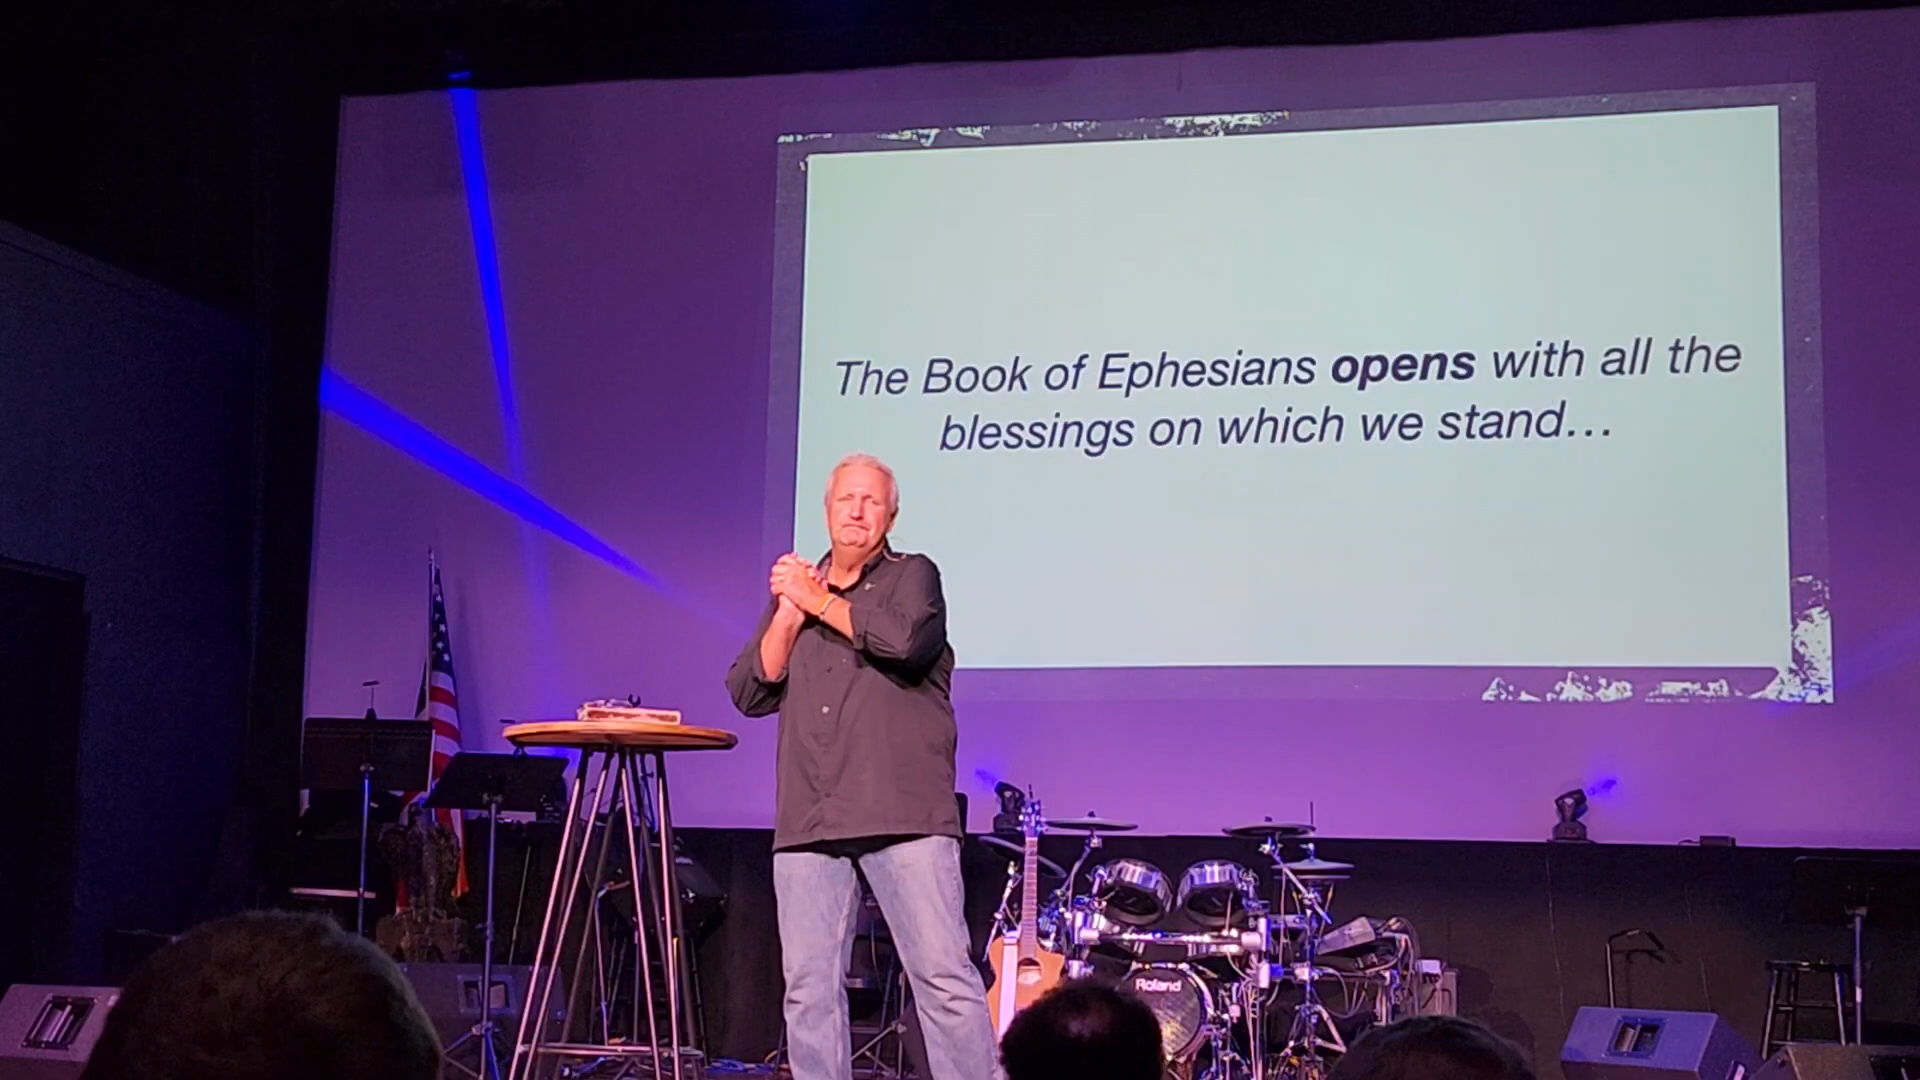 The Book of Ephesians opens with all the
blessings on which we stand…
Roland